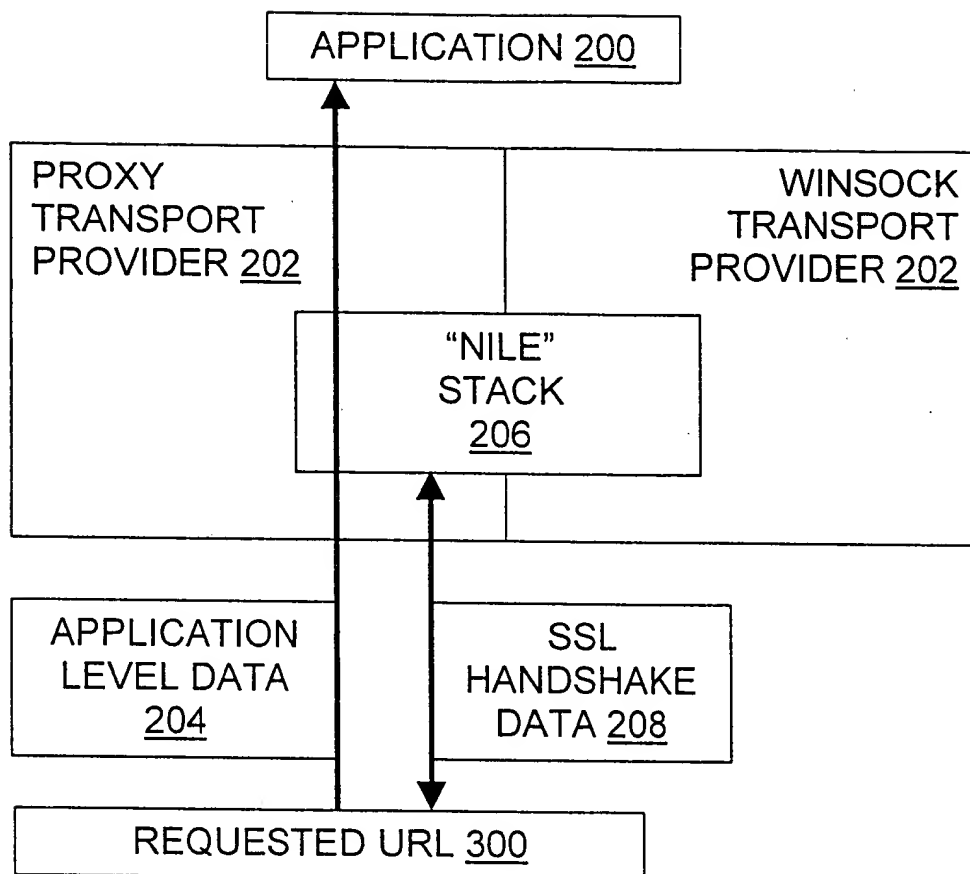 APPLICATION 200
PROXY
TRANSPORT
PROVIDER 202
WINSOCK
TRANSPORT
PROVIDER 202
“NILE”
STACK
206
APPLICATION
LEVEL DATA
204
SSL
HANDSHAKE
DATA 208
REQUESTED URL 300